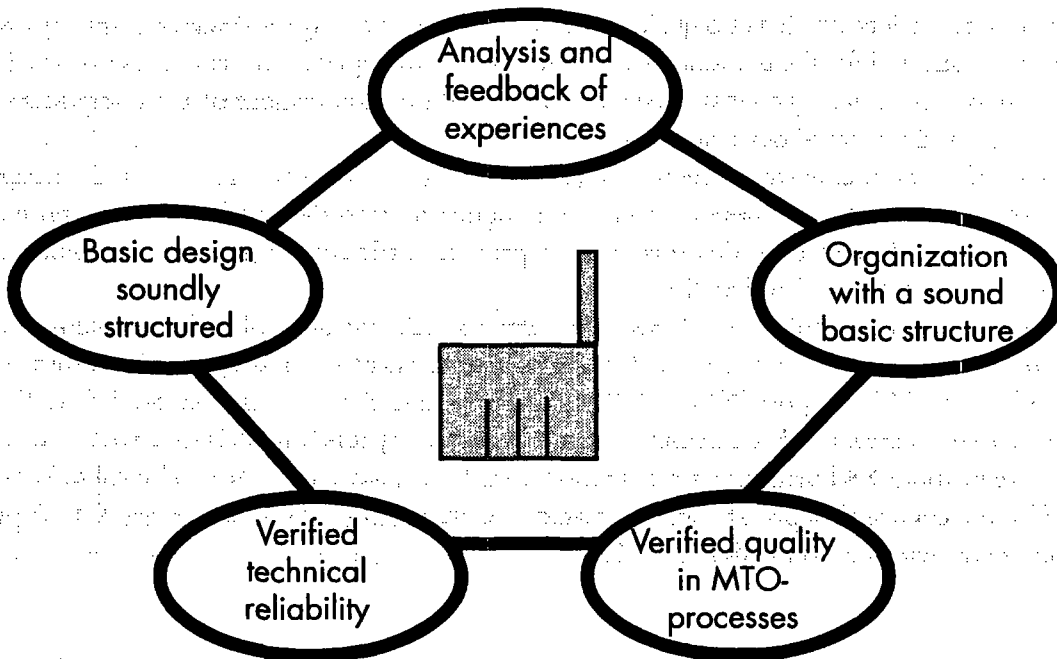 Analysis and
feedback of
experiences
Basic design
soundly
structured
Organization
with a sound
basic structure
Verified
technical
reliability
Verified quality
in MTO-
processes